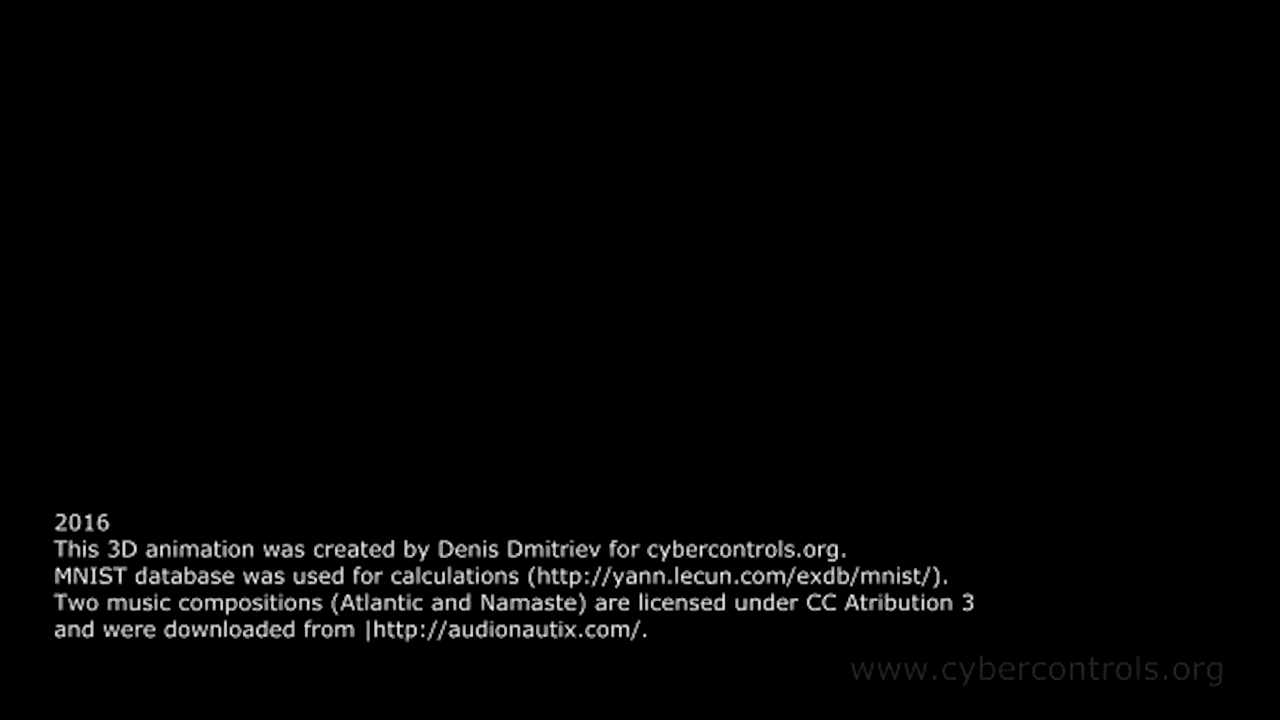 2016
This 3D animation was created by Denis Dmitriev for cybercontrols.org.
MNIST database was used for calculations (http://yann.lecun.com/exdb/mnist/).
Two music compositions (Atlantic and Namaste) are licensed under CC Atribution 3
and were downloaded from |http://audionautix.com/.
www.cybercontrols.org